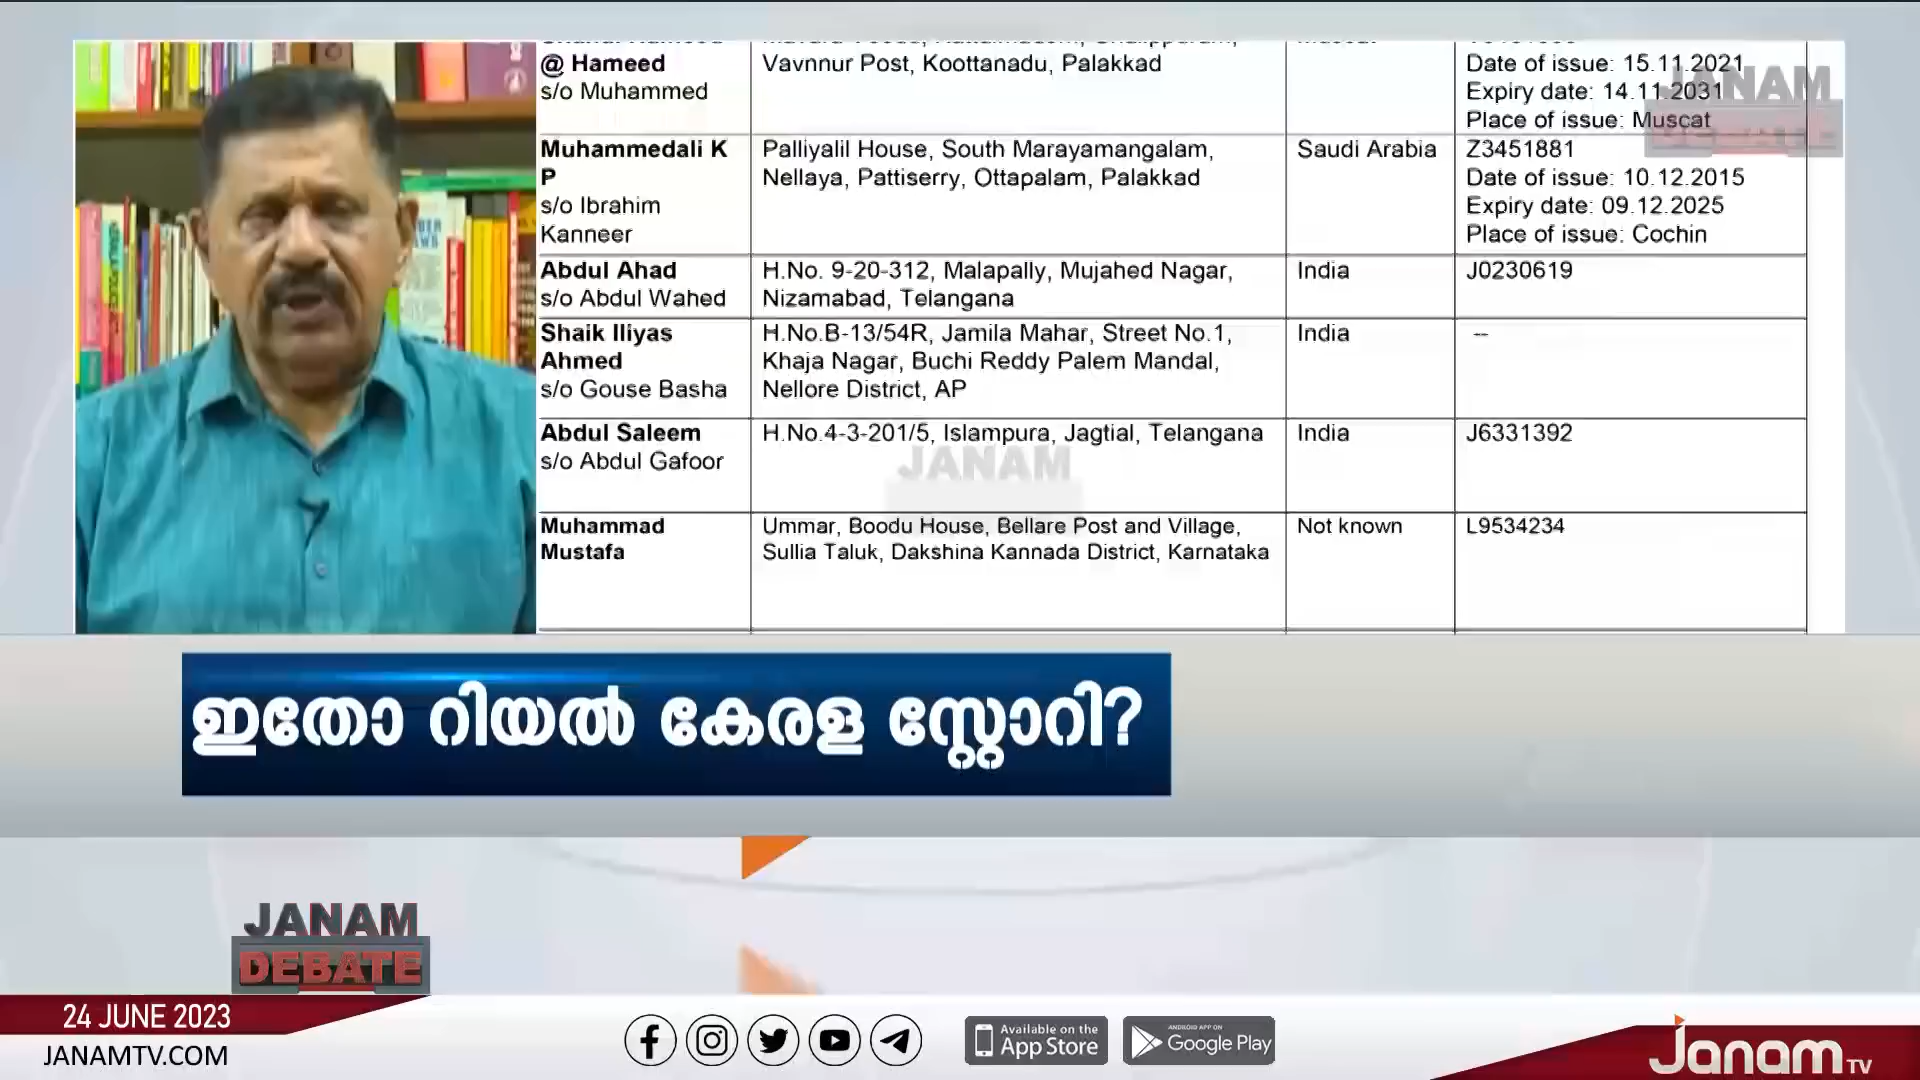 @ Hameed
s/o Muhammed
Vavnnur Post, Koottanadu, Palakkad
Date of issue: 15.11.2021
Expiry date: 14.11.2031
Place of issue: Muscat
JANAM
Muhammedali K
P
s/o Ibrahim
Kanneer
Palliyalil House, South Marayamangalam,
Nellaya, Pattiserry, Ottapalam, Palakkad
Saudi Arabia
Z3451881
Date of issue: 10.12.2015
Expiry date: 09.12.2025
Place of issue: Cochin
Abdul Ahad
s/o Abdul Wahed
H.No. 9-20-312, Malapally, Mujahed Nagar,
Nizamabad, Telangana
India
J0230619
Shaik Iliyas
Ahmed
s/o Gouse Basha
H.No.B-13/54R, Jamila Mahar, Street No.1,
Khaja Nagar, Buchi Reddy Palem Mandal,
Nellore District, AP
India
--
Abdul Saleem
s/o Abdul Gafoor
H.No.4-3-201/5, Islampura, Jagtial, Telangana
India
J6331392
JANAM
Muhammad
Mustafa
Ummar, Boodu House, Bellare Post and Village,
Sullia Taluk, Dakshina Kannada District, Karnataka
Not known
L9534234
ഇതോ റിയൽ കേരള സ്റ്റോറി?
JANAM
DEBATE
24 JUNE 2023
JANAMTV.COM
Available on the
App Store
ANDROID APP ON
Google Play
Janam TV